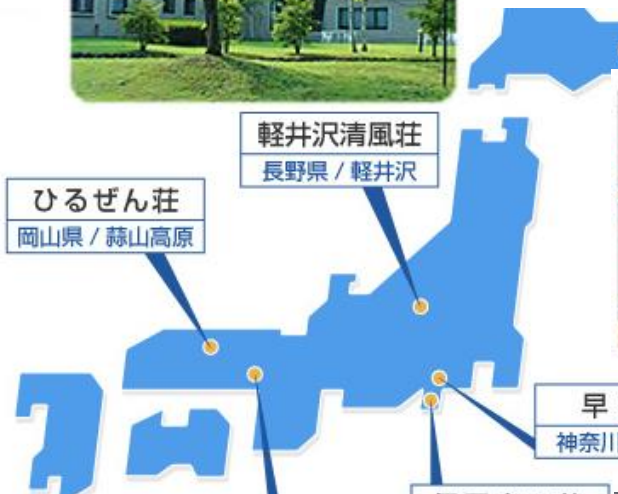 軽井沢清風荘
長野県 / 軽井沢
ひるぜん荘
岡山県 / 蒜山高原
早
神奈川